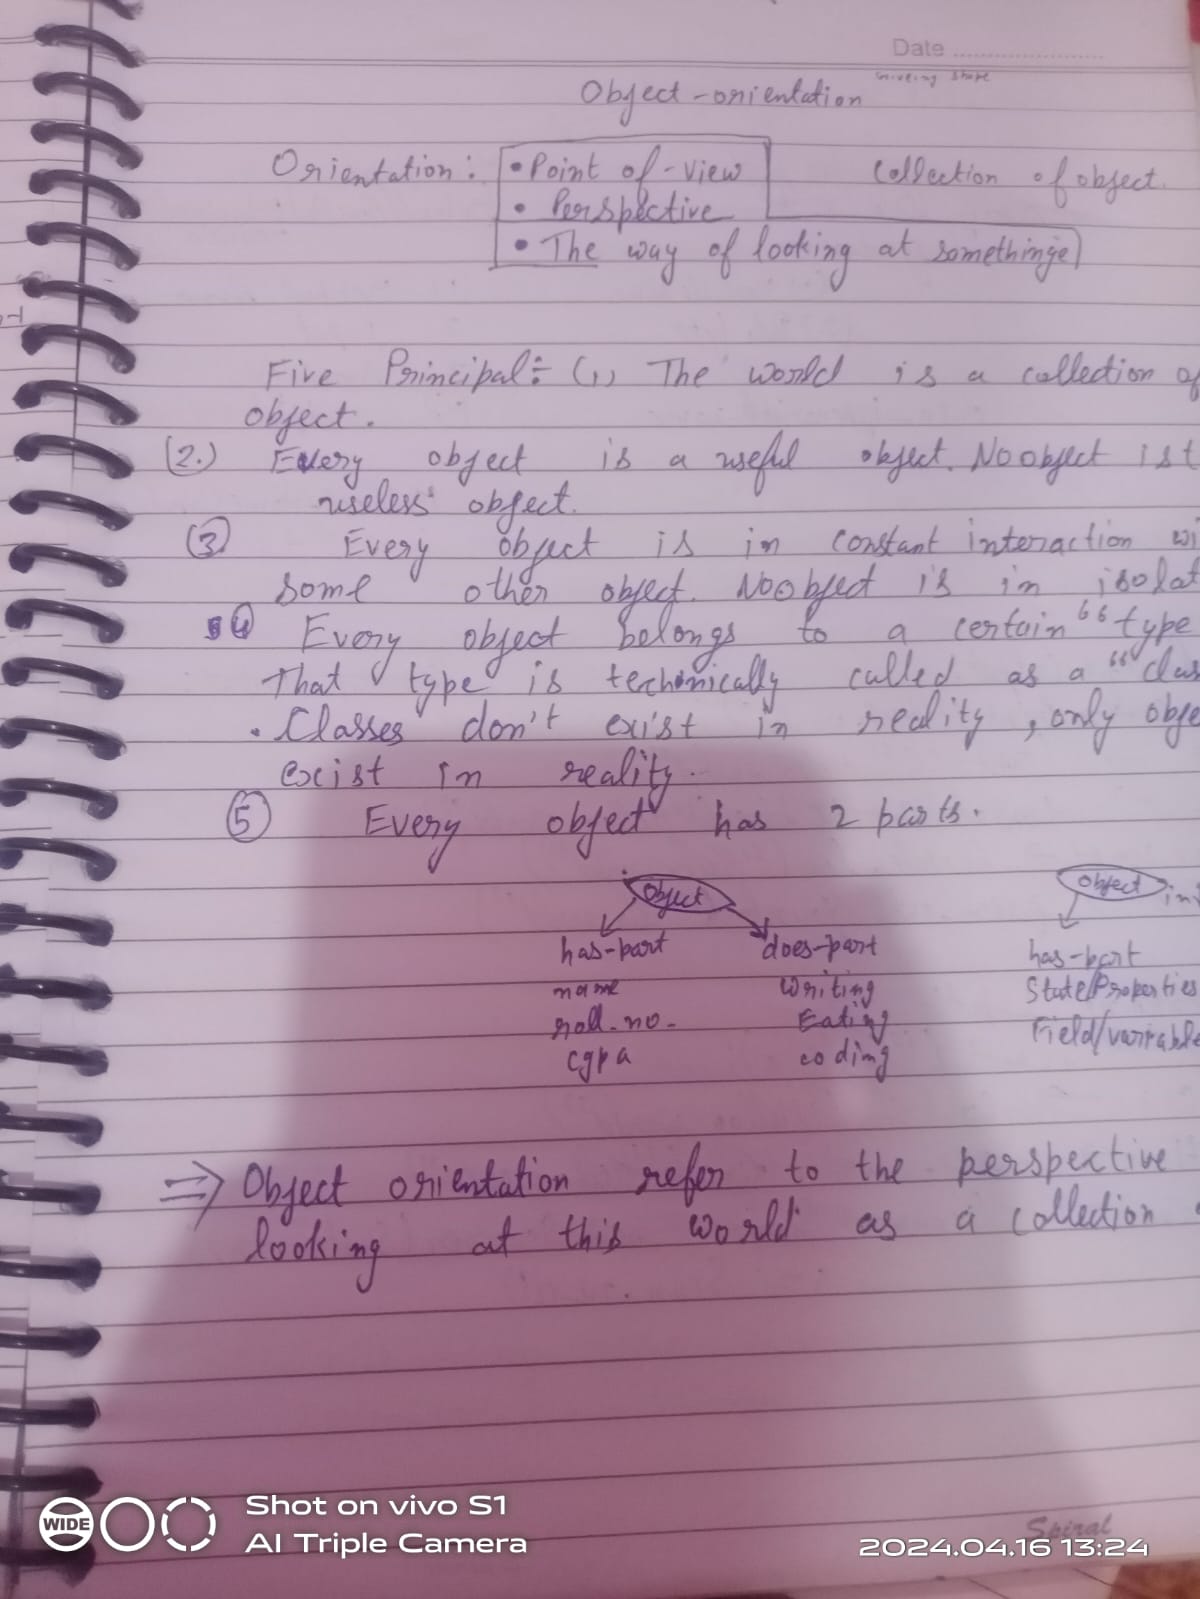 Date
Object-orientation
Orientation: • Point of-view
• Perspective
• The way of looking at somethinge
Collection of object.
Five Principal:- (1) The world is a collection of
object.
(2.) Every object is a useful object. No object is
useless object.
(3) Every object is in constant interaction wi
some other object. No object is in isolat
(4) Every object belongs to a certain "type
That type is technically called as a "clas
• Classes don't exist in reality, only obje
exist in reality.
(5) Every object has 2 parts.
Object
has-part does-part
name writing
roll-no- Eating
cgpa coding
Object
has-part
State/Properties
Field/variable
⇒ Object orientation refer to the perspective
looking at this world as a collection
Spiral
WIDE
Shot on vivo S1
AI Triple Camera
2024.04.16 13:24